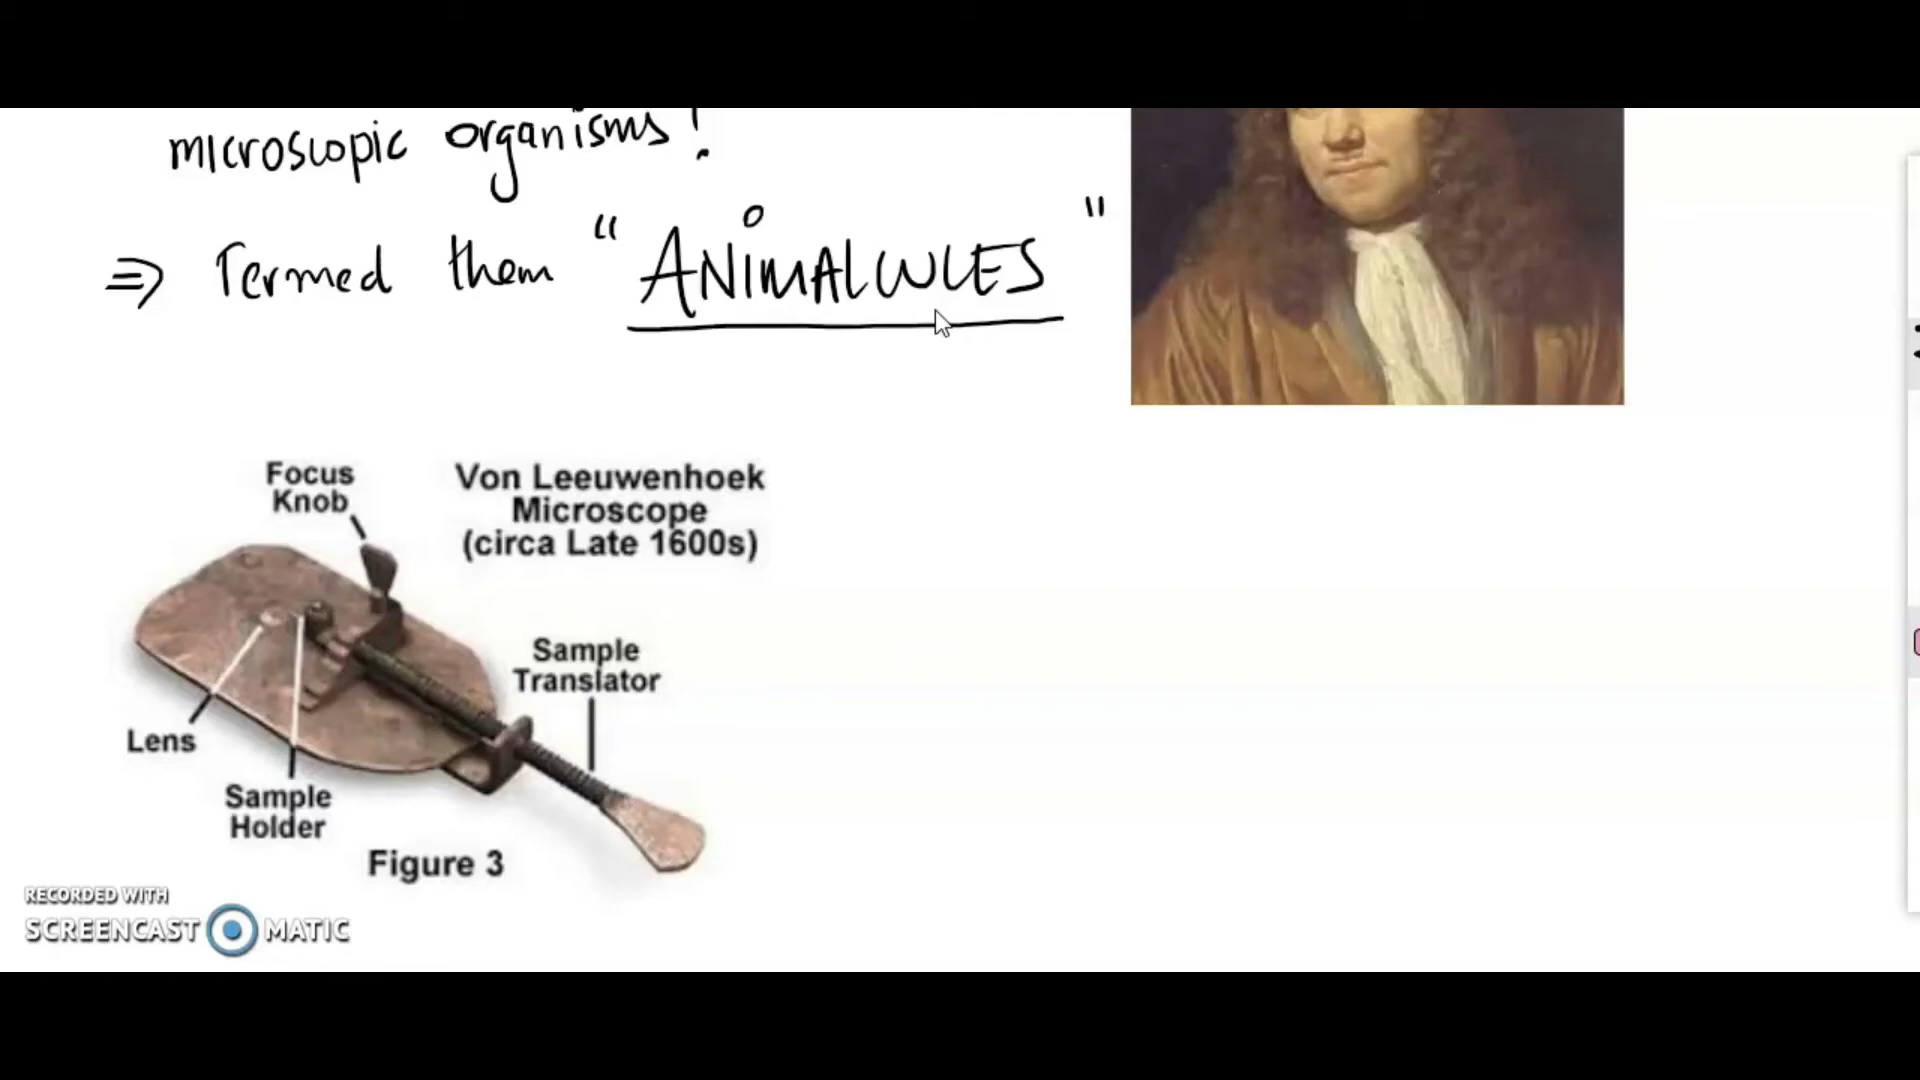 microscopic organisms!
⇒ Termed them "ANIMALCULES"
Focus
Knob
Von Leeuwenhoek
Microscope
(circa Late 1600s)
Sample
Translator
Lens
Sample
Holder
Figure 3
RECORDED WITH
SCREENCAST MATIC